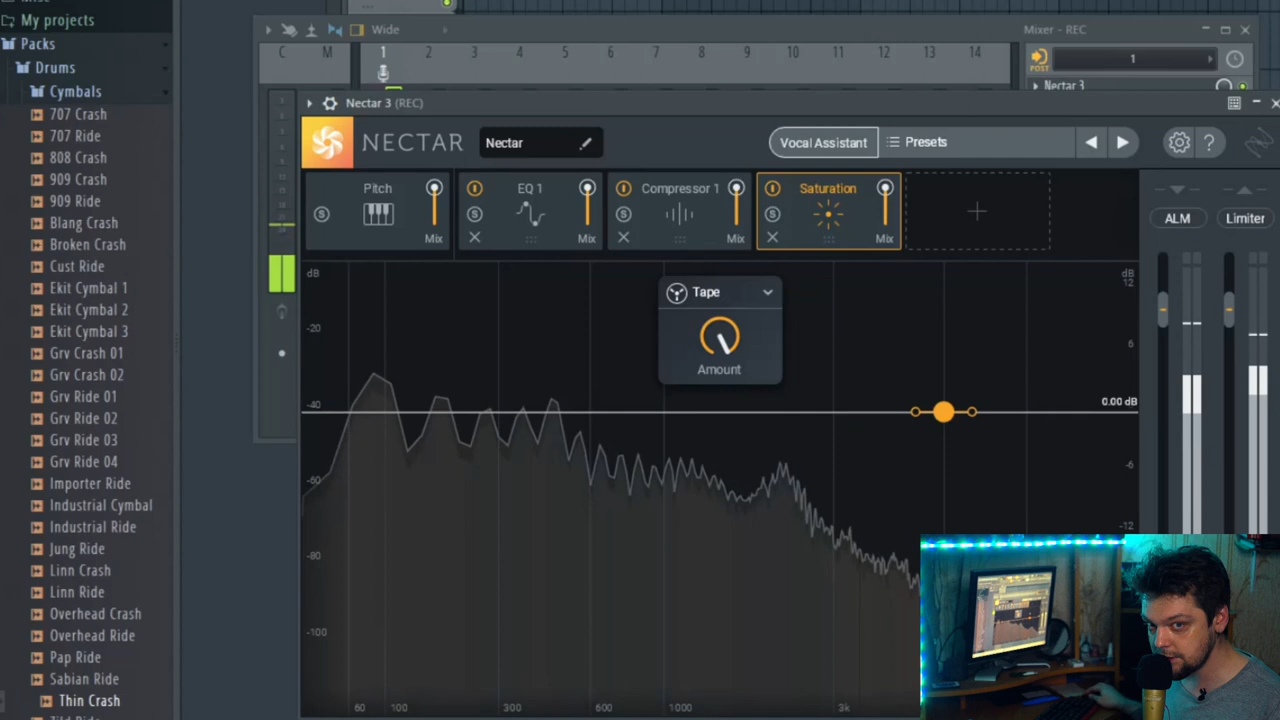 My projects
Packs
Drums
Cymbals
707 Crash
707 Ride
808 Crash
909 Crash
909 Ride
Blang Crash
Broken Crash
Cust Ride
Ekit Cymbal 1
Ekit Cymbal 2
Ekit Cymbal 3
Grv Crash 01
Grv Crash 02
Grv Ride 01
Grv Ride 02
Grv Ride 03
Grv Ride 04
Importer Ride
Industrial Cymbal
Industrial Ride
Jung Ride
Linn Crash
Linn Ride
Overhead Crash
Overhead Ride
Pap Ride
Sabian Ride
Thin Crash
Wide
C M 1 2 3 4 5 6 7 8 9 10 11 12 13 14
Mixer - REC
POST
1
Nectar 3
Nectar 3 (REC)
NECTAR
Nectar
Vocal Assistant
Presets
?
Pitch
S
Mix
EQ 1
S
Mix
Compressor 1
S
Mix
Saturation
S
Mix
ALM
Limiter
dB
-20
-40
-60
-80
-100
Tape
Amount
dB
12
6
0.00 dB
-6
-12
60 100 300 600 1000 3k